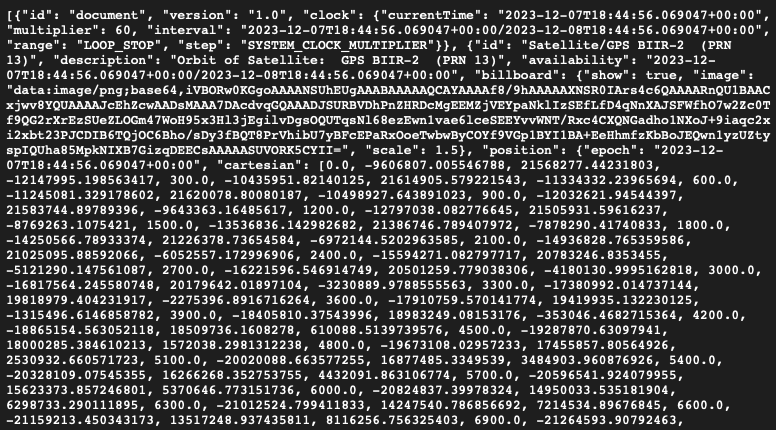 [{"id": "document", "version": "1.0", "clock": {"currentTime": "2023-12-07T18:44:56.069047+00:00",
"multiplier": 60, "interval": "2023-12-07T18:44:56.069047+00:00/2023-12-08T18:44:56.069047+00:00",
"range": "LOOP_STOP", "step": "SYSTEM_CLOCK_MULTIPLIER"}}, {"id": "Satellite/GPS BIIR-2  (PRN
13)", "description": "Orbit of Satellite:  GPS BIIR-2  (PRN 13)", "availability": "2023-12-
07T18:44:56.069047+00:00/2023-12-08T18:44:56.069047+00:00", "billboard": {"show": true, "image":
"data:image/png;base64,iVBORw0KGgoAAAANSUhEUgAAABAAAAAQCAYAAAAf8/9hAAAAAXNSR0IArs4c6QAAAARnQU1BAAC
xjwv8YQUAAAAJcEhZcwAADsMAAA7DAcdvqGQAAADJSURBVDhPnZHRDcMgEEMZjVEYpaNklIzSEfLfD4qNnXAJSFWfhO7w2Zc0T
f9QG2rXrEzSUeZLOGm47WoH95x3Hl3jEgilvDgsOQUTqsNl68ezEwn1vae6lceSEEYvvWNT/Rxc4CXQNGadho1NXoJ+9iaqc2x
i2xbt23PJCDIB6TQjOC6Bho/sDy3fBQT8PrVhibU7yBFcEPaRxOoeTwbwByCOYf9VGp1BYI1BA+EeHhmfzKbBoJEQwn1yzUZty
spIQUha85MpkNIXB7GizqDEECsAAAAASUVORK5CYII=", "scale": 1.5}, "position": {"epoch": "2023-12-
07T18:44:56.069047+00:00", "cartesian": [0.0, -9606807.005546788, 21568277.44231803,
-12147995.198563417, 300.0, -10435951.82140125, 21614905.579221543, -11334332.23965694, 600.0,
-11245081.329178602, 21620078.80080187, -10498927.643891023, 900.0, -12032621.94544397,
21583744.89789396, -9643363.16485617, 1200.0, -12797038.082776645, 21505931.59616237,
-8769263.1075421, 1500.0, -13536836.142982682, 21386746.789407972, -7878290.41740833, 1800.0,
-14250566.78933374, 21226378.73654584, -6972144.5202963585, 2100.0, -14936828.765359586,
21025095.88592066, -6052557.172996906, 2400.0, -15594271.082797717, 20783246.8353455,
-5121290.147561087, 2700.0, -16221596.546914749, 20501259.779038306, -4180130.9995162818, 3000.0,
-16817564.245580748, 20179642.01897104, -3230889.9788555563, 3300.0, -17380992.014737144,
19818979.404231917, -2275396.8916716264, 3600.0, -17910759.570141774, 19419935.132230125,
-1315496.6146858782, 3900.0, -18405810.37543996, 18983249.08153176, -353046.4682715364, 4200.0,
-18865154.563052118, 18509736.1608278, 610088.5139739576, 4500.0, -19287870.63097941,
18000285.384610213, 1572038.2981312238, 4800.0, -19673108.02957233, 17455857.80564926,
2530932.660571723, 5100.0, -20020088.663577255, 16877485.3349539, 3484903.960876926, 5400.0,
-20328109.07545355, 16266268.352753755, 4432091.863106774, 5700.0, -20596541.924079955,
15623373.857246801, 5370646.773151736, 6000.0, -20824837.39978324, 14950033.535181904,
6298733.290111895, 6300.0, -21012524.799411833, 14247540.786856692, 7214534.89676845, 6600.0,
-21159213.450343173, 13517248.937435811, 8116256.756325403, 6900.0, -21264593.90792463,